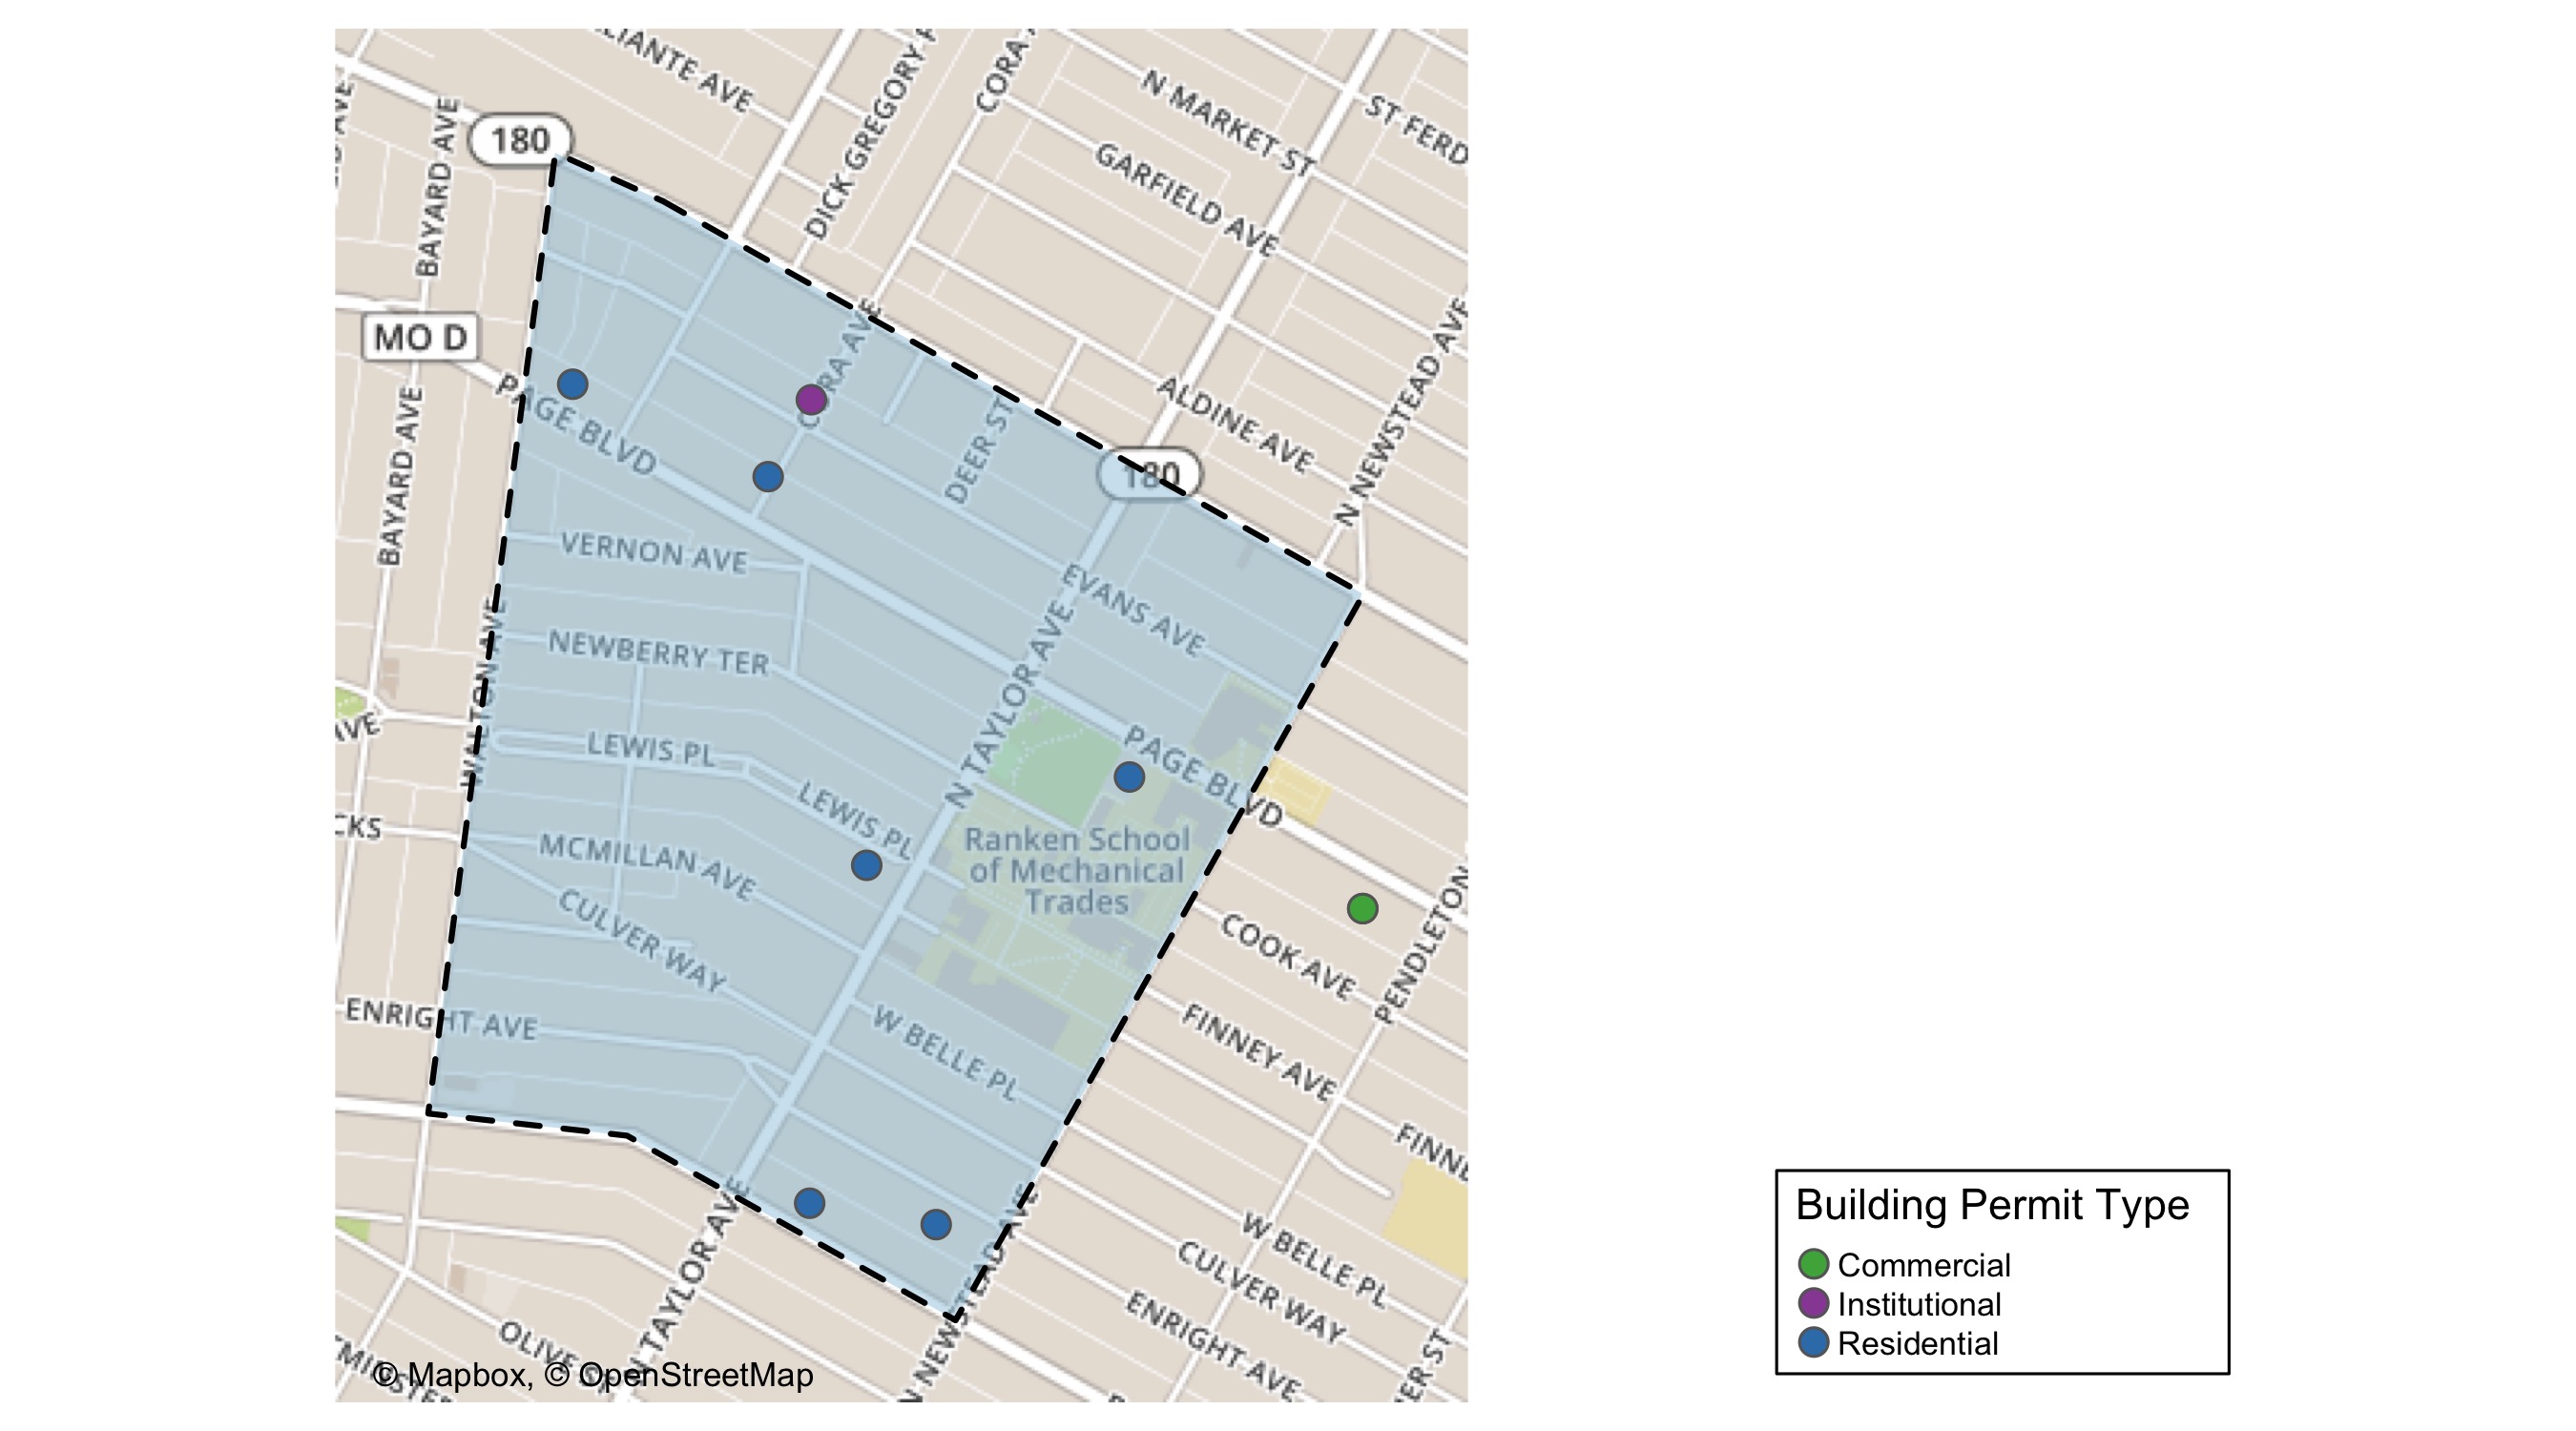 LIANTE AVE
DICK GREGORY P
CORA A
N MARKET ST
ST FERD
GARFIELD AVE
180
BAYARD AVE
AVE
MO D
PAGE BLVD
CORA AVE
DEER ST
ALDINE AVE
N NEWSTEAD AVE
180
BAYARD AVE
VERNON AVE
EVANS AVE
NEWBERRY TER
WALTON AVE
N TAYLOR AVE
AVE
LEWIS PL
LEWIS PL
PAGE BLVD
CKS
MCMILLAN AVE
Ranken School
of Mechanical
Trades
CULVER WAY
COOK AVE
PENDLETON
ENRIGHT AVE
W BELLE PL
FINNEY AVE
FINNE
N TAYLOR AVE
N NEWSTEAD AVE
W BELLE PL
CULVER WAY
ENRIGHT AVE
OLIVE
ER ST
© Mapbox, © OpenStreetMap
Building Permit Type
Commercial
Institutional
Residential